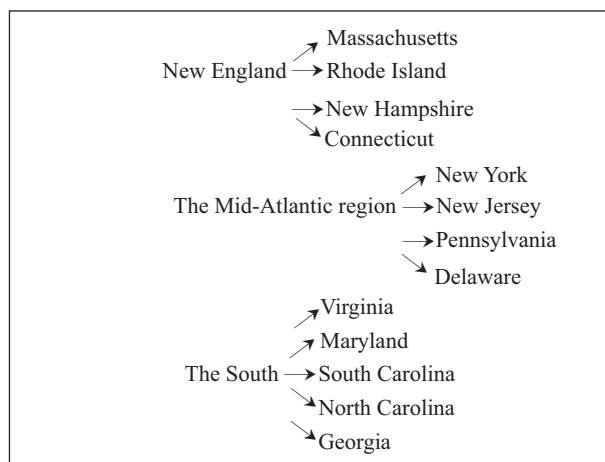 Massachusetts
New England Rhode Island
New Hampshire
Connecticut
New York
The Mid-Atlantic region New Jersey
Pennsylvania
Delaware
Virginia
Maryland
The South South Carolina
North Carolina
Georgia